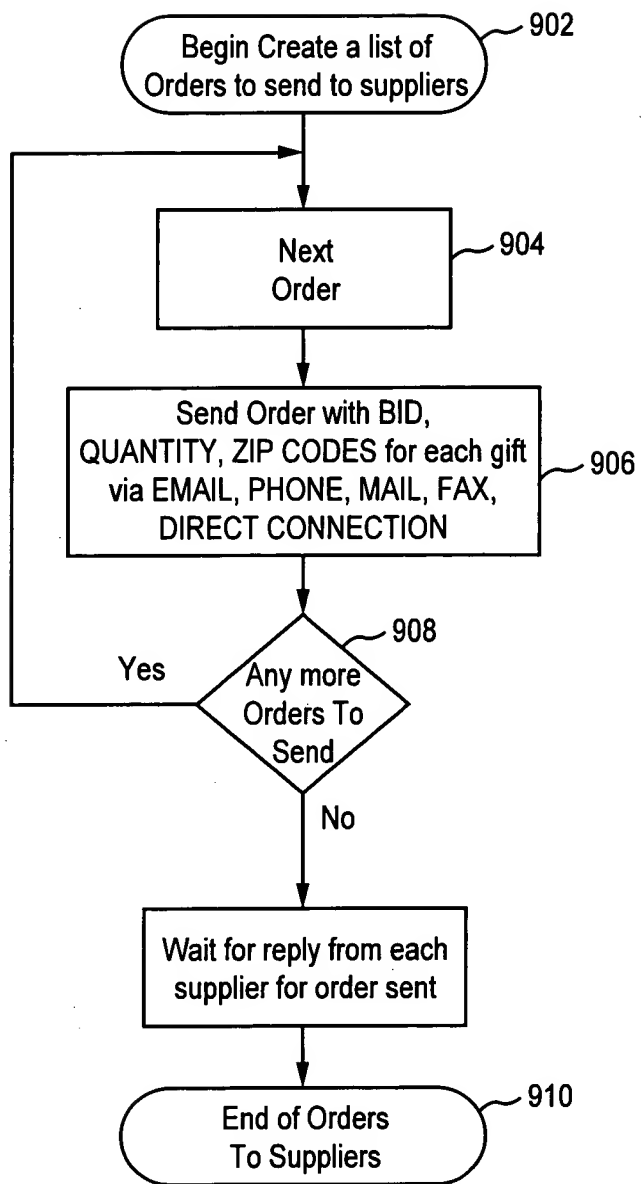 Begin Create a list of
Orders to send to suppliers
902
Next
Order
904
Send Order with BID,
QUANTITY, ZIP CODES for each gift
via EMAIL, PHONE, MAIL, FAX,
DIRECT CONNECTION
906
908
Yes
Any more
Orders To
Send
No
Wait for reply from each
supplier for order sent
End of Orders
To Suppliers
910